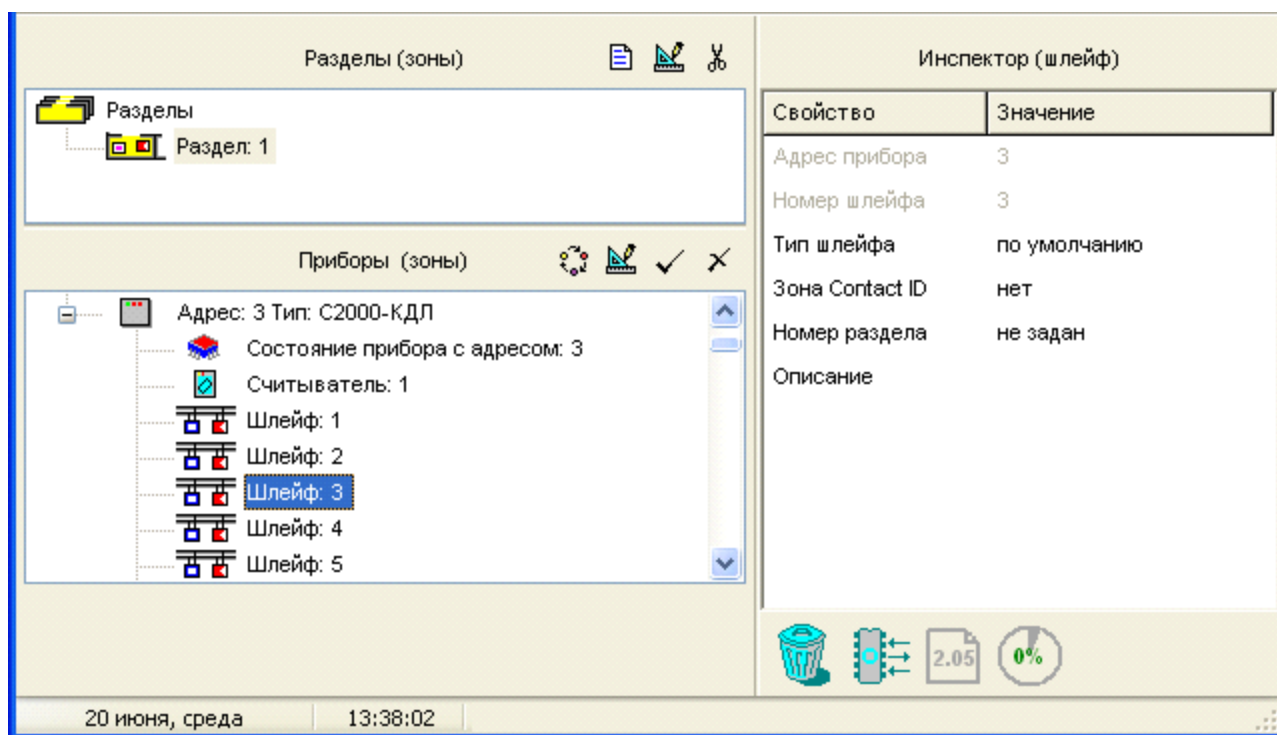 Разделы (зоны)
Разделы
Раздел: 1
Приборы (зоны)
Адрес: 3 Тип: С2000-КДЛ
Состояние прибора с адресом: 3
Считыватель: 1
Шлейф: 1
Шлейф: 2
Шлейф: 3
Шлейф: 4
Шлейф: 5
Инспектор (шлейф)
Свойство Значение
Адрес прибора 3
Номер шлейфа 3
Тип шлейфа по умолчанию
Зона Contact ID нет
Номер раздела не задан
Описание
2.05 0%
20 июня, среда 13:38:02